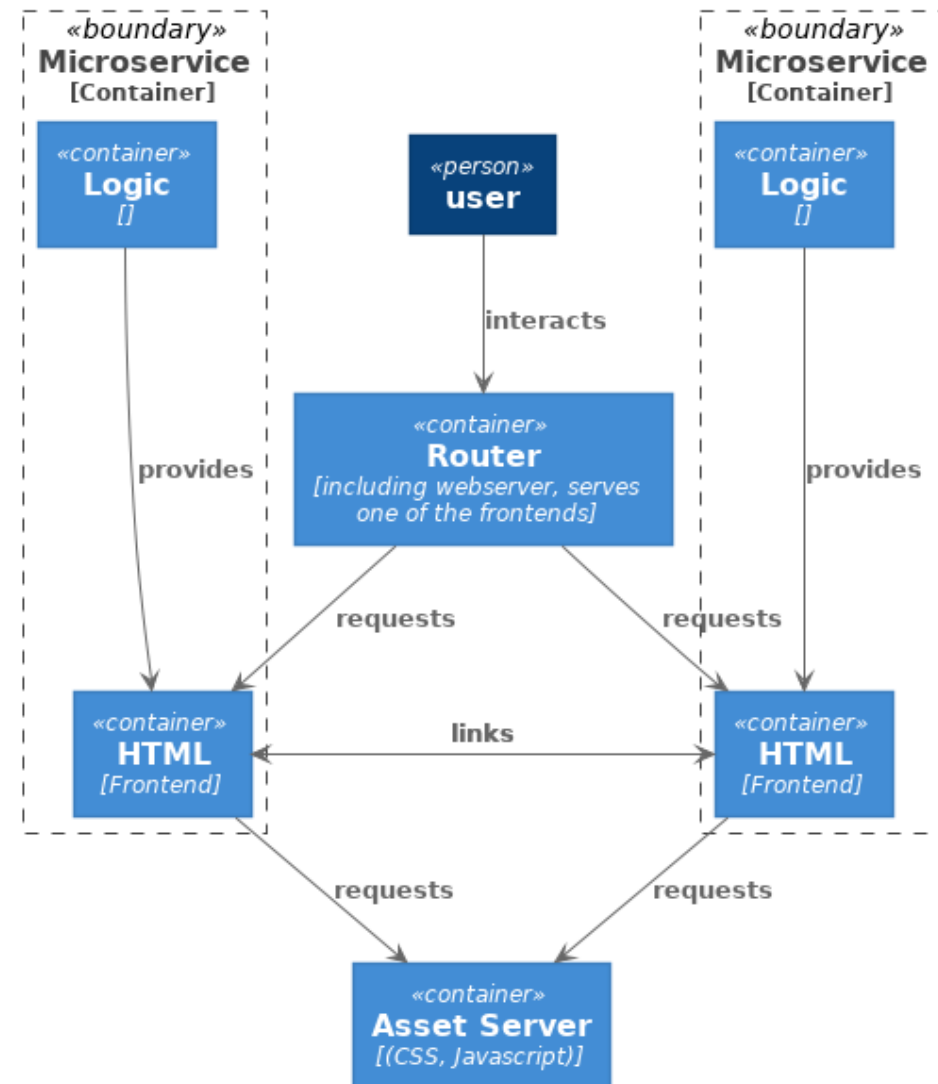 «boundary»
Microservice
[Container]
«container»
Logic
[]
provides
«container»
HTML
[Frontend]
«person»
user
interacts
«container»
Router
[including webserver, serves
one of the frontends]
requests
requests
links
«boundary»
Microservice
[Container]
«container»
Logic
[]
provides
«container»
HTML
[Frontend]
requests
requests
«container»
Asset Server
[(CSS, Javascript)]